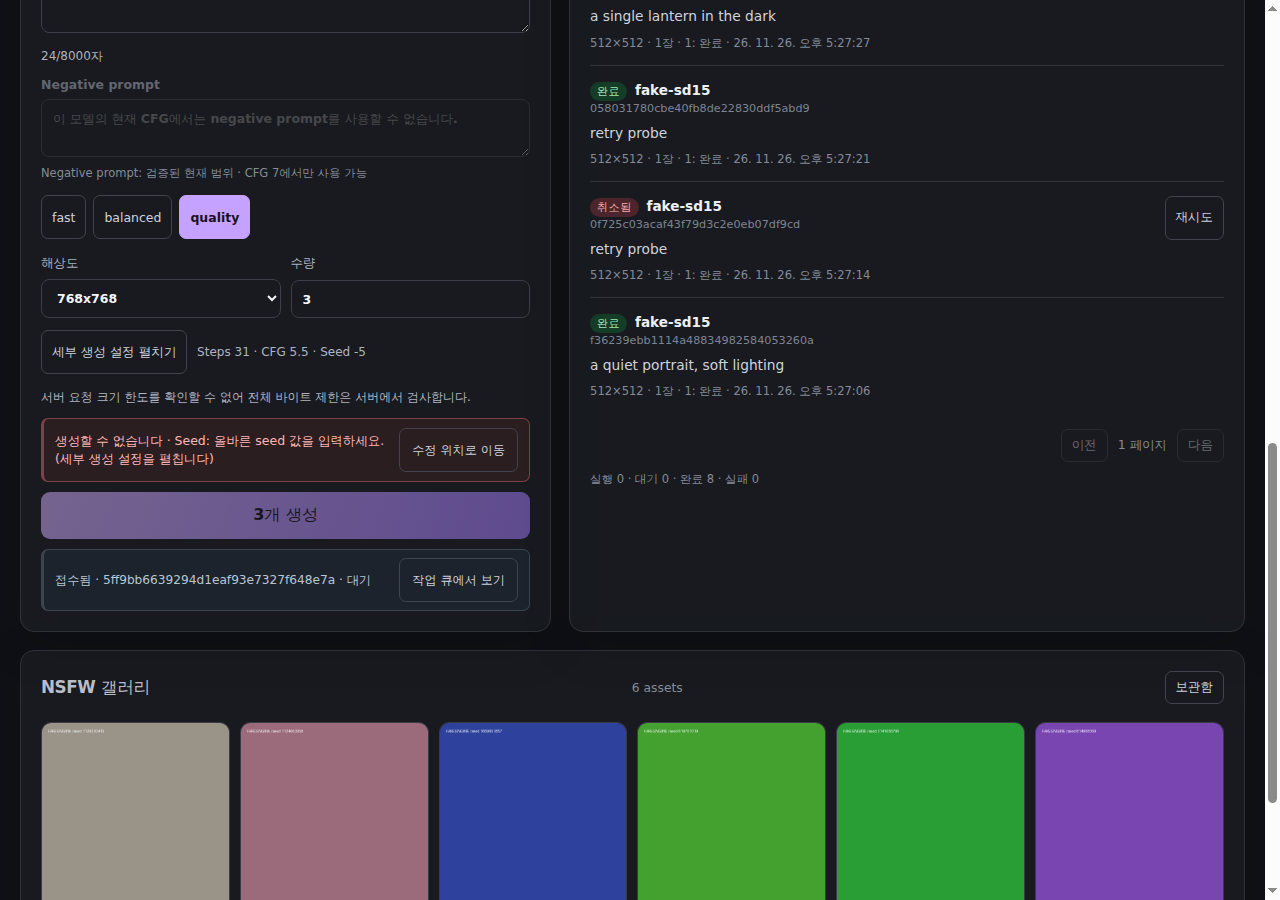 24/8000자
Negative prompt
이 모델의 현재 CFG에서는 negative prompt를 사용할 수 없습니다.
Negative prompt: 검증된 현재 범위 · CFG 7에서만 사용 가능
fast
balanced
quality
해상도
수량
768x768
3
세부 생성 설정 펼치기
Steps 31 · CFG 5.5 · Seed -5
서버 요청 크기 한도를 확인할 수 없어 전체 바이트 제한은 서버에서 검사합니다.
생성할 수 없습니다 · Seed: 올바른 seed 값을 입력하세요.
(세부 생성 설정을 펼칩니다)
수정 위치로 이동
3개 생성
접수됨 · 5ff9bb6639294d1eaf93e7327f648e7a · 대기
작업 큐에서 보기
a single lantern in the dark
512×512 · 1장 · 1: 완료 · 26. 11. 26. 오후 5:27:27
완료 fake-sd15
058031780cbe40fb8de22830ddf5abd9
retry probe
512×512 · 1장 · 1: 완료 · 26. 11. 26. 오후 5:27:21
취소됨 fake-sd15
0f725c03acaf43f79d3c2e0eb07df9cd
재시도
retry probe
512×512 · 1장 · 1: 완료 · 26. 11. 26. 오후 5:27:14
완료 fake-sd15
f36239ebb1114a48834982584053260a
a quiet portrait, soft lighting
512×512 · 1장 · 1: 완료 · 26. 11. 26. 오후 5:27:06
이전
1 페이지
다음
실행 0 · 대기 0 · 완료 8 · 실패 0
NSFW 갤러리
6 assets
보관함